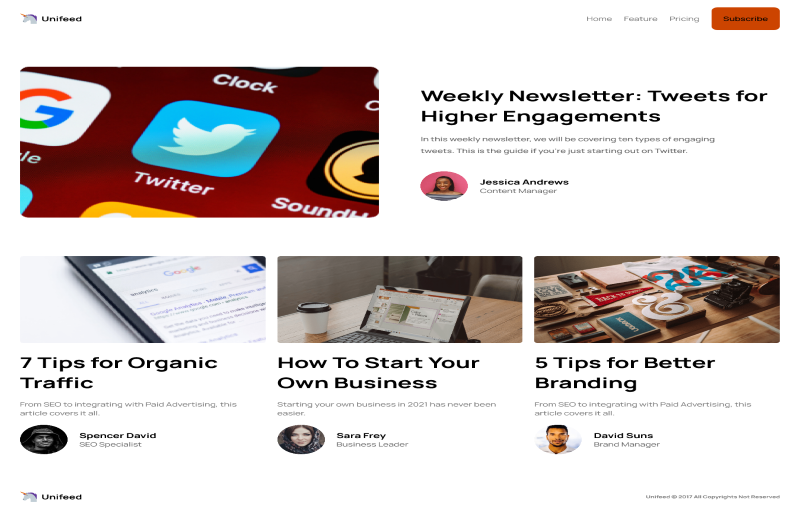 Unifeed
Home Feature Pricing Subscribe
Clock
Twitter
Weekly Newsletter: Tweets for
Higher Engagements
In this weekly newsletter, we will be covering ten types of engaging
tweets. This is the guide if you're just starting out on Twitter.
Jessica Andrews
Content Manager
Google
analytics
7 Tips for Organic
Traffic
From SEO to integrating with Paid Advertising, this
article covers it all.
Spencer David
SEO Specialist
How To Start Your
Own Business
Starting your own business in 2021 has never been
easier.
Sara Frey
Business Leader
5 Tips for Better
Branding
From SEO to integrating with Paid Advertising, this
article covers it all.
David Suns
Brand Manager
Unifeed
Unifeed © 2017 All Copyrights Not Reserved